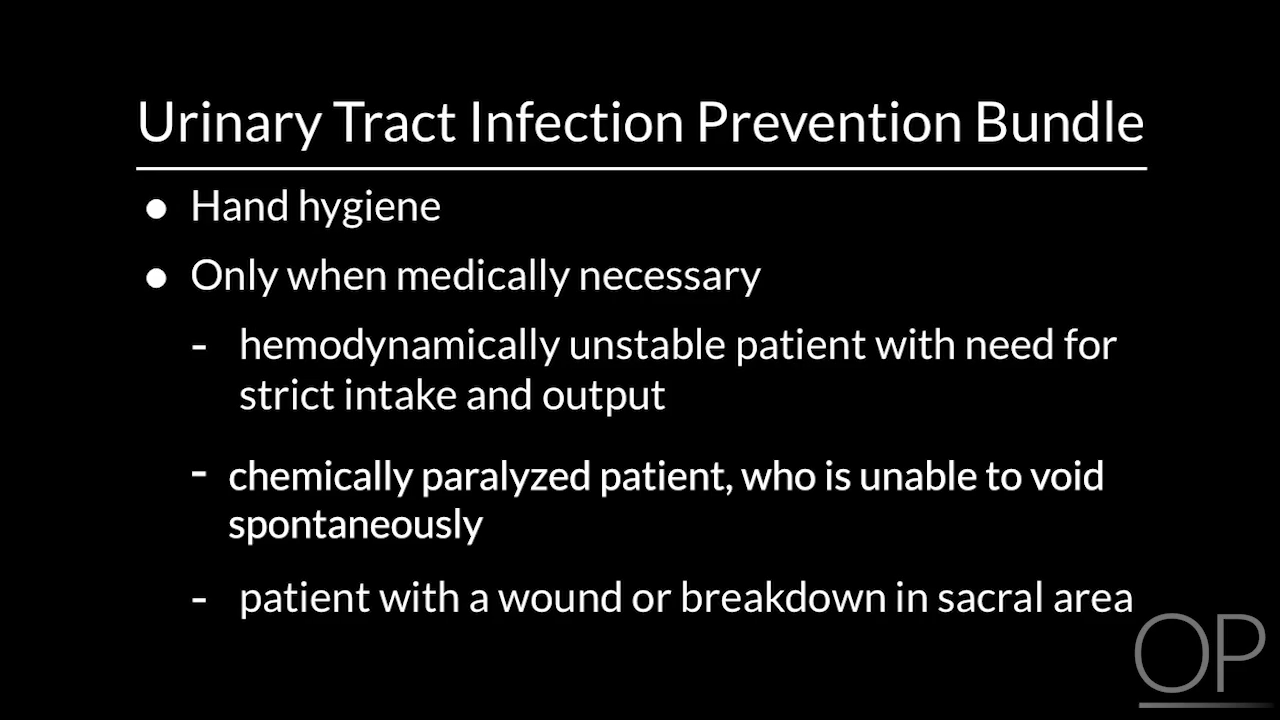 Urinary Tract Infection Prevention Bundle
● Hand hygiene
● Only when medically necessary
- hemodynamically unstable patient with need for
strict intake and output
- chemically paralyzed patient, who is unable to void
spontaneously
- patient with a wound or breakdown in sacral area
OP